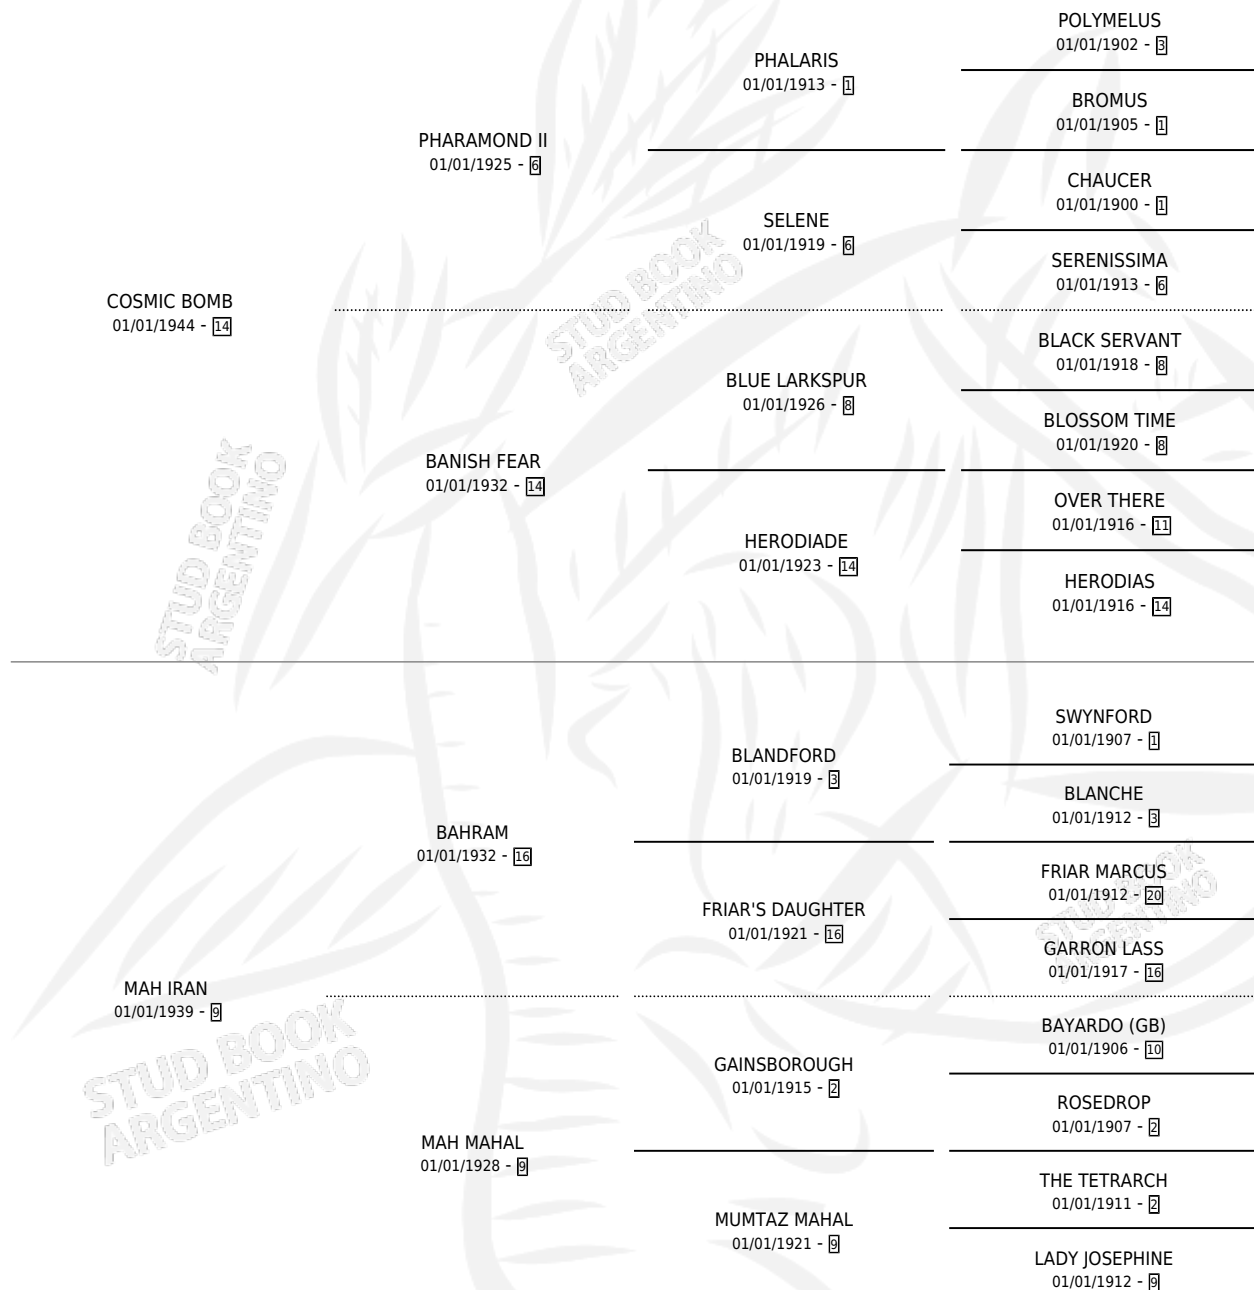 POLYMELUS
01/01/1902 - 3
PHALARIS
01/01/1913 - 1
BROMUS
01/01/1905 - 1
PHARAMOND II
01/01/1925 - 6
CHAUCER
01/01/1900 - 1
SELENE
01/01/1919 - 6
SERENISSIMA
01/01/1913 - 6
COSMIC BOMB
01/01/1944 - 14
STUD BOOK
ARGENTINO
BLACK SERVANT
01/01/1918 - 8
BLUE LARKSPUR
01/01/1926 - 8
BLOSSOM TIME
01/01/1920 - 8
BANISH FEAR
01/01/1932 - 14
OVER THERE
01/01/1916 - 11
HERODIADE
01/01/1923 - 14
HERODIAS
01/01/1916 - 14
STUD BOOK
ARGENTINO
SWYNFORD
01/01/1907 - 1
BLANDFORD
01/01/1919 - 3
BLANCHE
01/01/1912 - 3
BAHRAM
01/01/1932 - 16
FRIAR MARCUS
01/01/1912 - 20
FRIAR'S DAUGHTER
01/01/1921 - 16
STUD BOOK
ARGENTINO
GARRON LASS
01/01/1917 - 16
MAH IRAN
01/01/1939 - 9
STUD BOOK
ARGENTINO
BAYARDO (GB)
01/01/1906 - 10
GAINSBOROUGH
01/01/1915 - 2
ROSEDROP
01/01/1907 - 2
MAH MAHAL
01/01/1928 - 9
THE TETRARCH
01/01/1911 - 2
MUMTAZ MAHAL
01/01/1921 - 9
LADY JOSEPHINE
01/01/1912 - 9